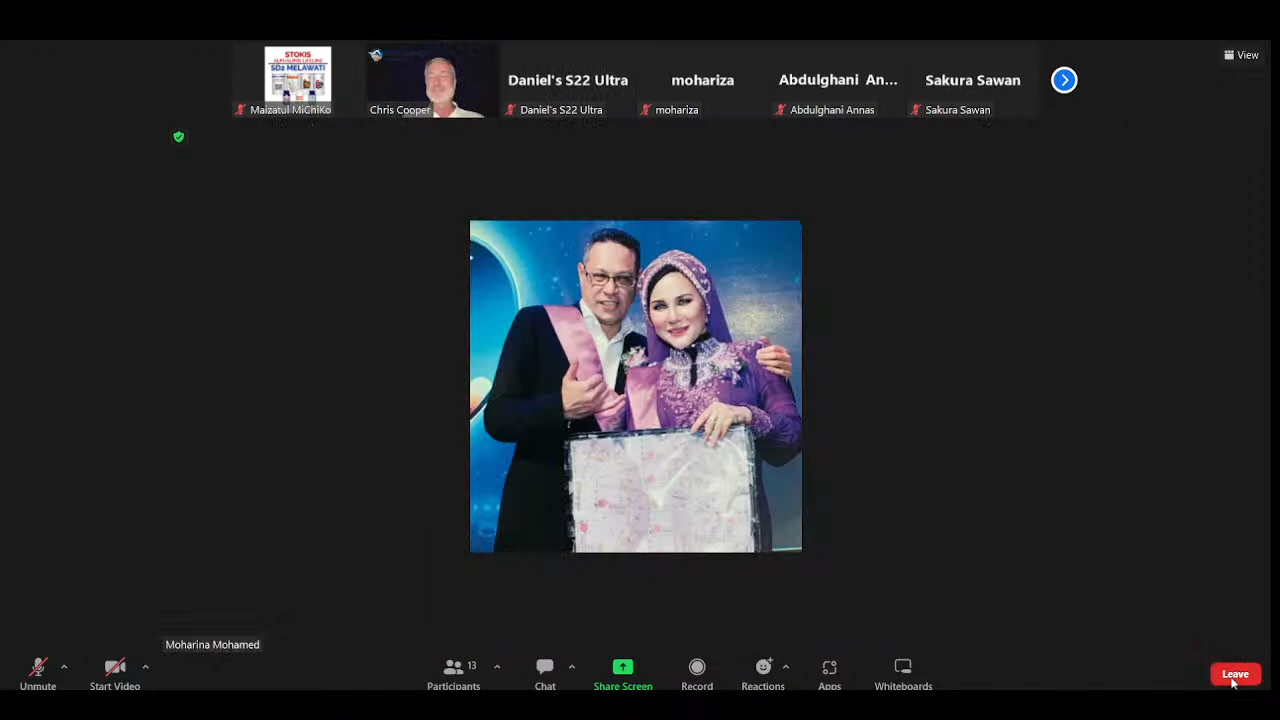 STOKIS
SD2 MELAWATI
View
Daniel's S22 Ultra
mohariza
Abdulghani An...
Sakura Sawan
Maizatul MiChiKo
Chris Cooper
Daniel's S22 Ultra
mohariza
Abdulghani Annas
Sakura Sawan
Moharina Mohamed
13
Unmute
Start Video
Participants
Chat
Share Screen
Record
Reactions
Apps
Whiteboards
Leave